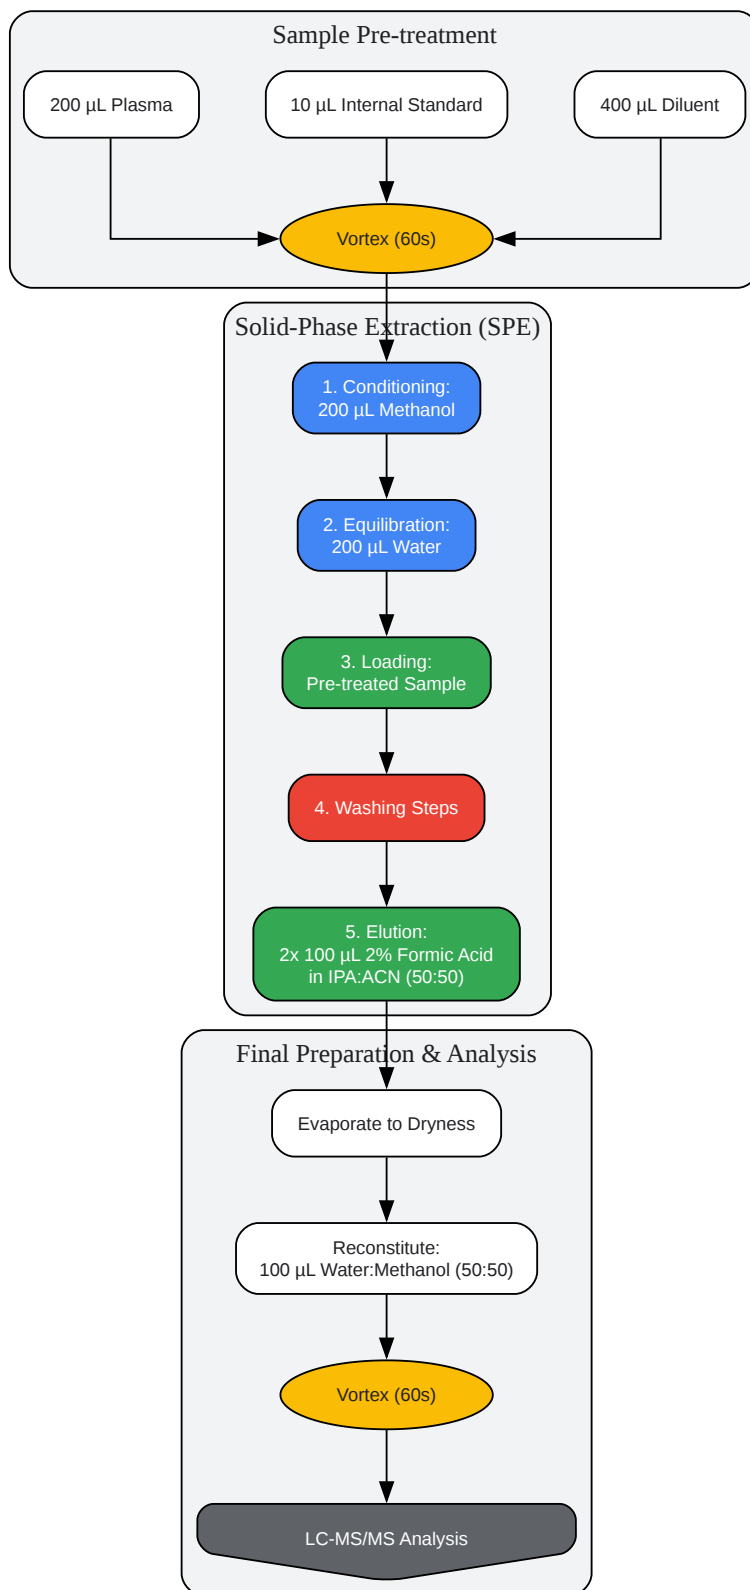 Sample Pre-treatment
200 µL Plasma
10 µL Internal Standard
400 µL Diluent
Vortex (60s)
Solid-Phase Extraction (SPE)
1. Conditioning:
200 µL Methanol
2. Equilibration:
200 µL Water
3. Loading:
Pre-treated Sample
4. Washing Steps
5. Elution:
2x 100 µL 2% Formic Acid
in IPA:ACN (50:50)
Final Preparation & Analysis
Evaporate to Dryness
Reconstitute:
100 µL Water:Methanol (50:50)
Vortex (60s)
LC-MS/MS Analysis